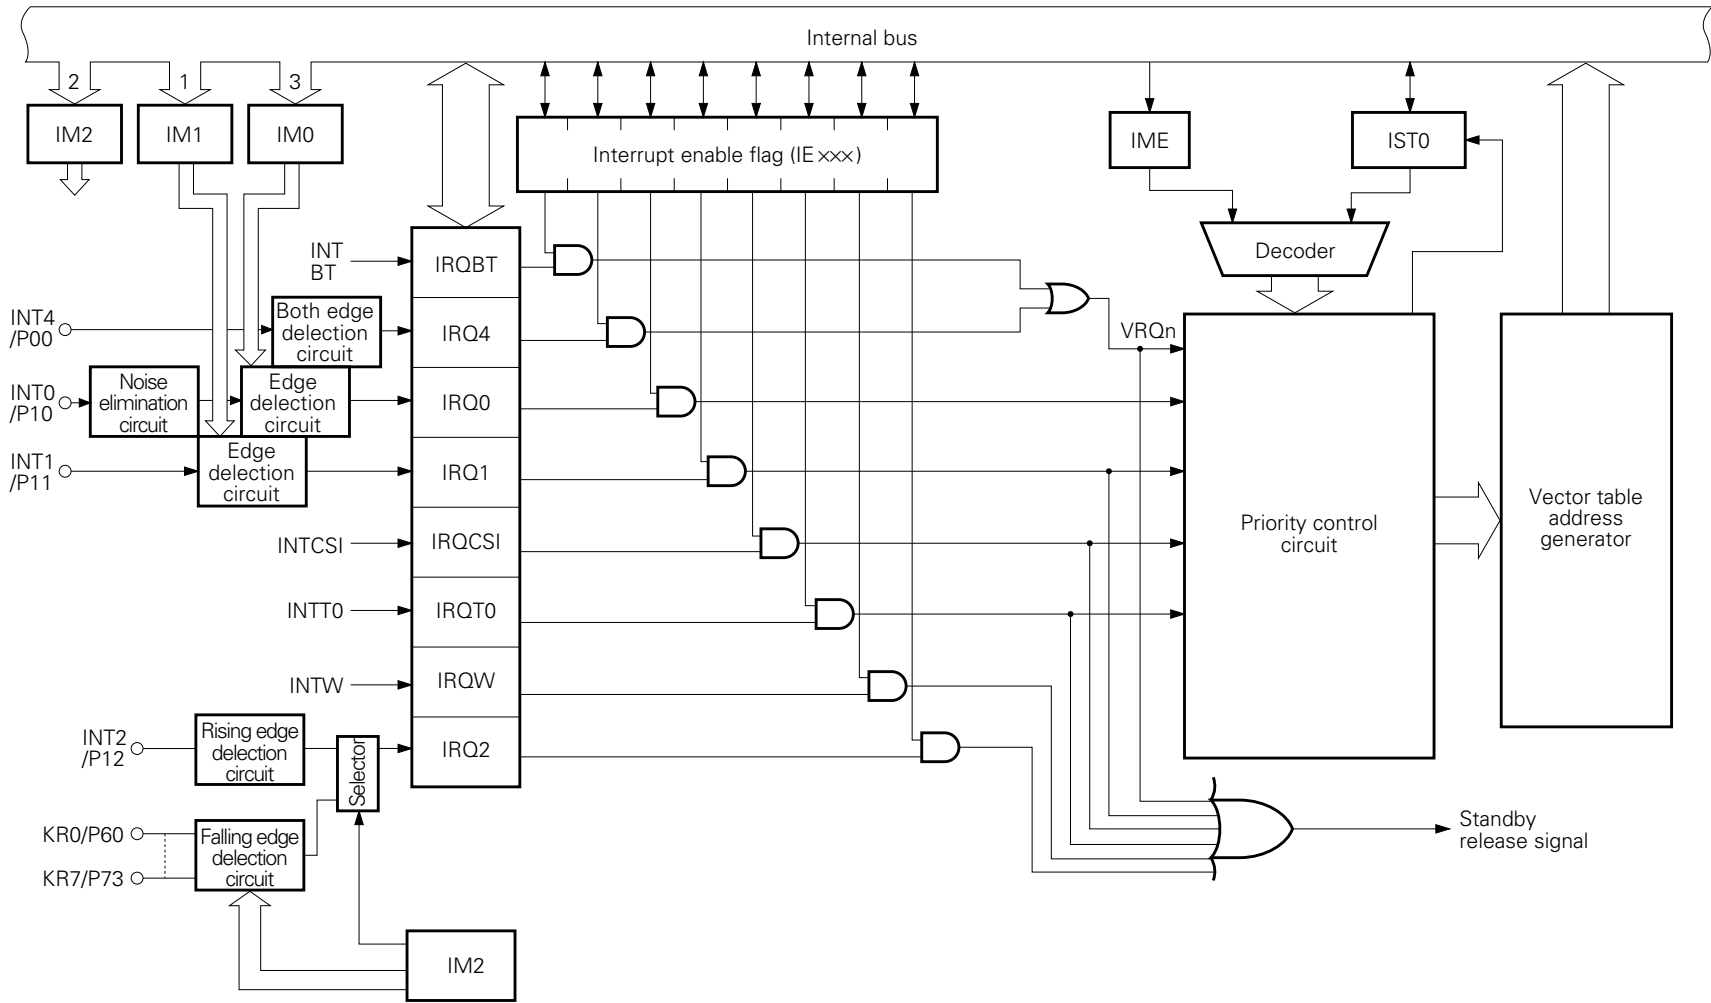 Internal bus
2
1
3
IM2
IM1
IM0
Interrupt enable flag (IE×××)
IME
IST0
Decoder
INT
BT
IRQBT
INT4
/P00
Both edge
delection
circuit
IRQ4
VRQn
INT0
/P10
Noise
elimination
circuit
Edge
delection
circuit
IRQ0
INT1
/P11
Edge
delection
circuit
IRQ1
INTCSI
IRQCSI
Priority control
circuit
Vector table
address
generator
INTT0
IRQT0
INTW
IRQW
INT2
/P12
Rising edge
delection
circuit
Selector
IRQ2
KR0/P60
KR7/P73
Falling edge
delection
circuit
Standby
release signal
IM2